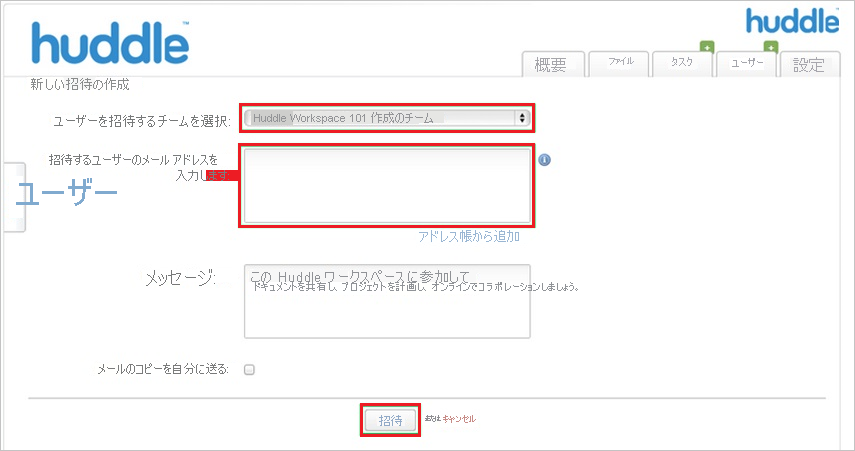 huddle
huddle
概要 ファイル タスク ユーザー 設定
新しい招待の作成
ユーザーを招待するチームを選択:
Huddle Workspace 101 作成のチーム
招待するユーザーのメール アドレスを
入力します:
ユーザー
アドレス帳から追加
メッセージ:
この Huddle ワークスペースに参加して
ドキュメントを共有し、プロジェクトを計画し、オンラインでコラボレーションしましょう。
メールのコピーを自分に送る:
招待 または キャンセル